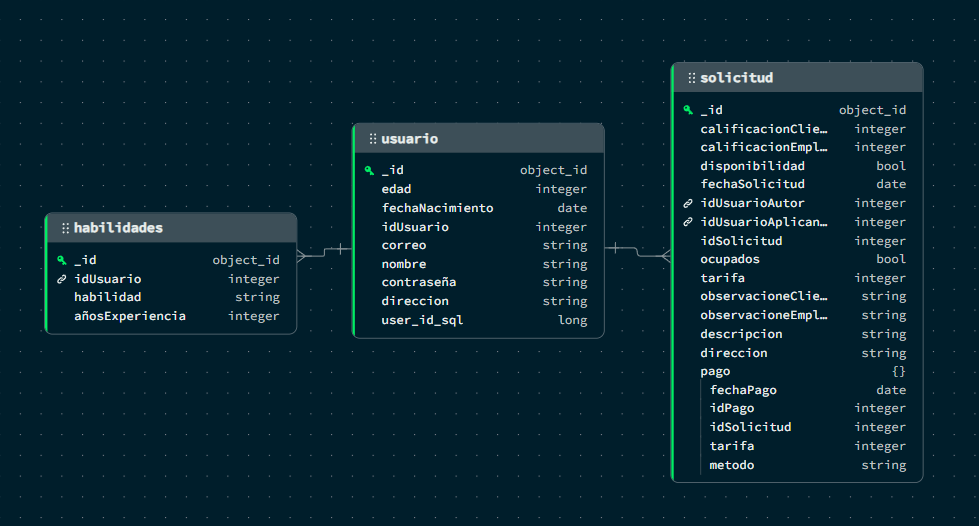 habilidades
_id object_id
idUsuario integer
habilidad string
añosExperiencia integer
usuario
_id object_id
edad integer
fechaNacimiento date
idUsuario integer
correo string
nombre string
contraseña string
direccion string
user_id_sql long
solicitud
_id object_id
calificacionClie… integer
calificacionEmpl… integer
disponibilidad bool
fechaSolicitud date
idUsuarioAutor integer
idUsuarioAplican… integer
idSolicitud integer
ocupados bool
tarifa integer
observacioneClie… string
observacioneEmpl… string
descripcion string
direccion string
pago {}
fechaPago date
idPago integer
idSolicitud integer
tarifa integer
metodo string